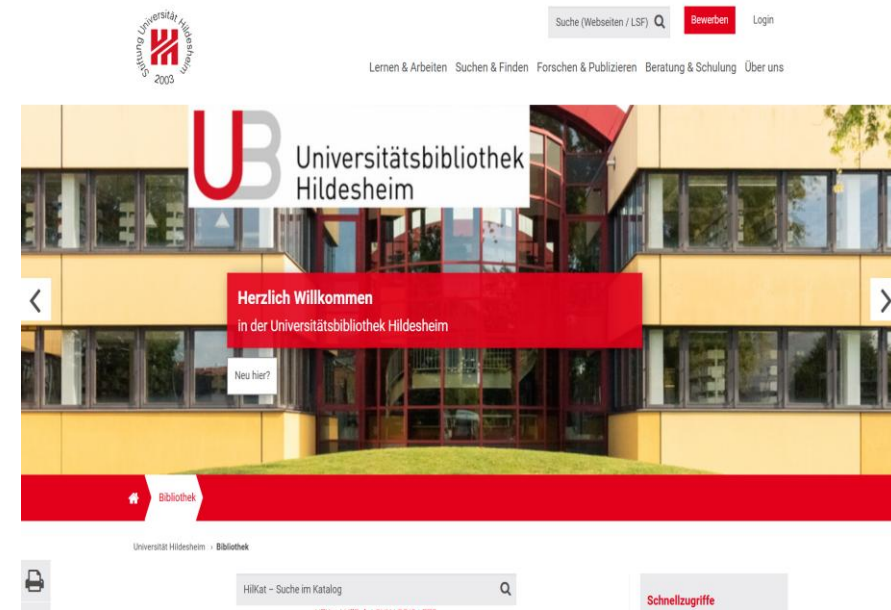 Stiftung Universität Hildesheim
2003
Suche (Webseiten / LSF)
Bewerben
Login
Lernen & Arbeiten Suchen & Finden Forschen & Publizieren Beratung & Schulung Über uns
UB
Universitätsbibliothek
Hildesheim
Herzlich Willkommen
in der Universitätsbibliothek Hildesheim
Neu hier?
Bibliothek
Universität Hildesheim › Bibliothek
HilKat – Suche im Katalog
Schnellzugriffe